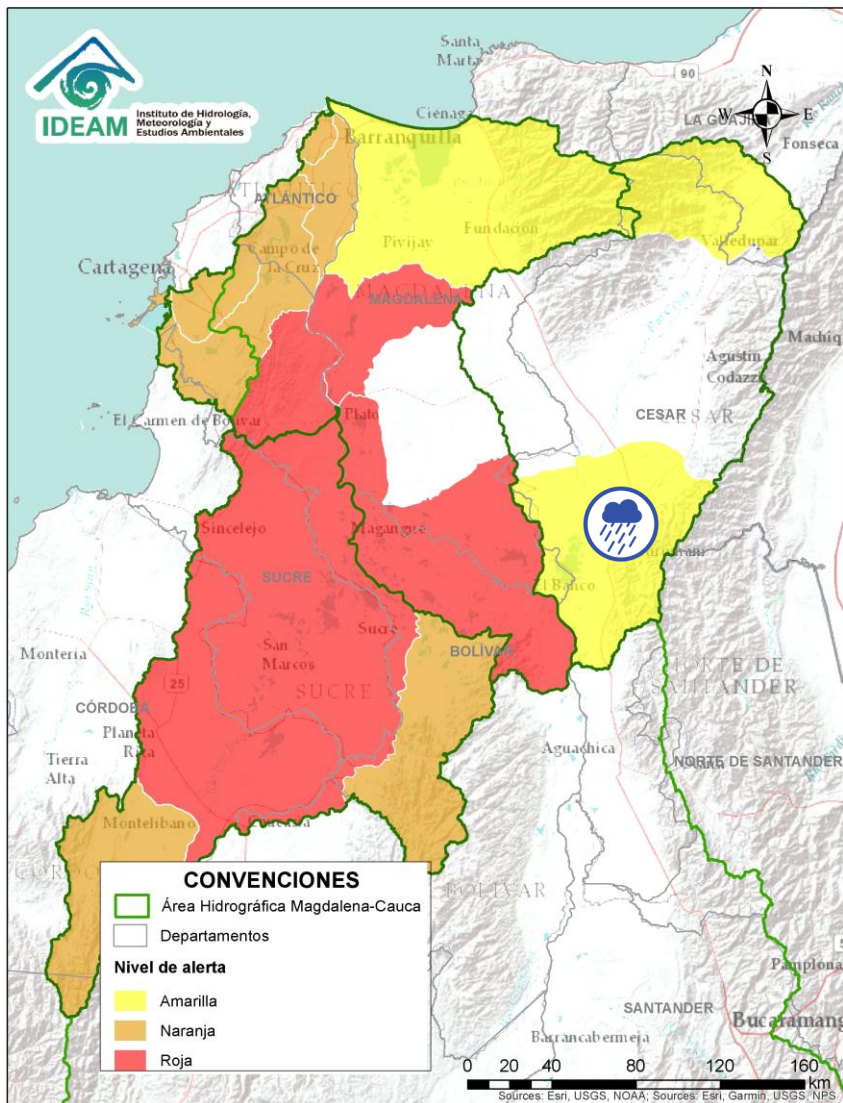 IDEAM
Instituto de Hidrología,
Meteorología y
Estudios Ambientales
Santa
Marta
90
N
W
E
S
LA GUAJI
Ciénaga
Barranquilla
Fonseca
ATLÁNTICO
Campo de
la Cruz
Pivijay
Fundación
Valledupar
Cartagena
MAGDALENA
Machiq
Agustín
Codazzi
El Carmen de Bolívar
Plato
CESAR
CESAR
Sincelejo
Magangué
SUCRE
El Banco
Sucre
San
Marcos
BOLÍVAR
Montería
25
SUCRE
NORTE DE
SANTANDER
CÓRDOBA
Planeta
Rica
Tierra
Alta
Aguachica
NORTE DE SANTANDER
Montelíbano
CONVENCIONES
Área Hidrográfica Magdalena-Cauca
Departamentos
Nivel de alerta
Amarilla
Naranja
Roja
BOLÍVAR
Pamplona
SANTANDER
Bucaramang
Barrancabermeja
0 20 40 80 120 160
km
Sources: Esri, USGS, NOAA; Sources: Esri, Garmin, USGS, NPS